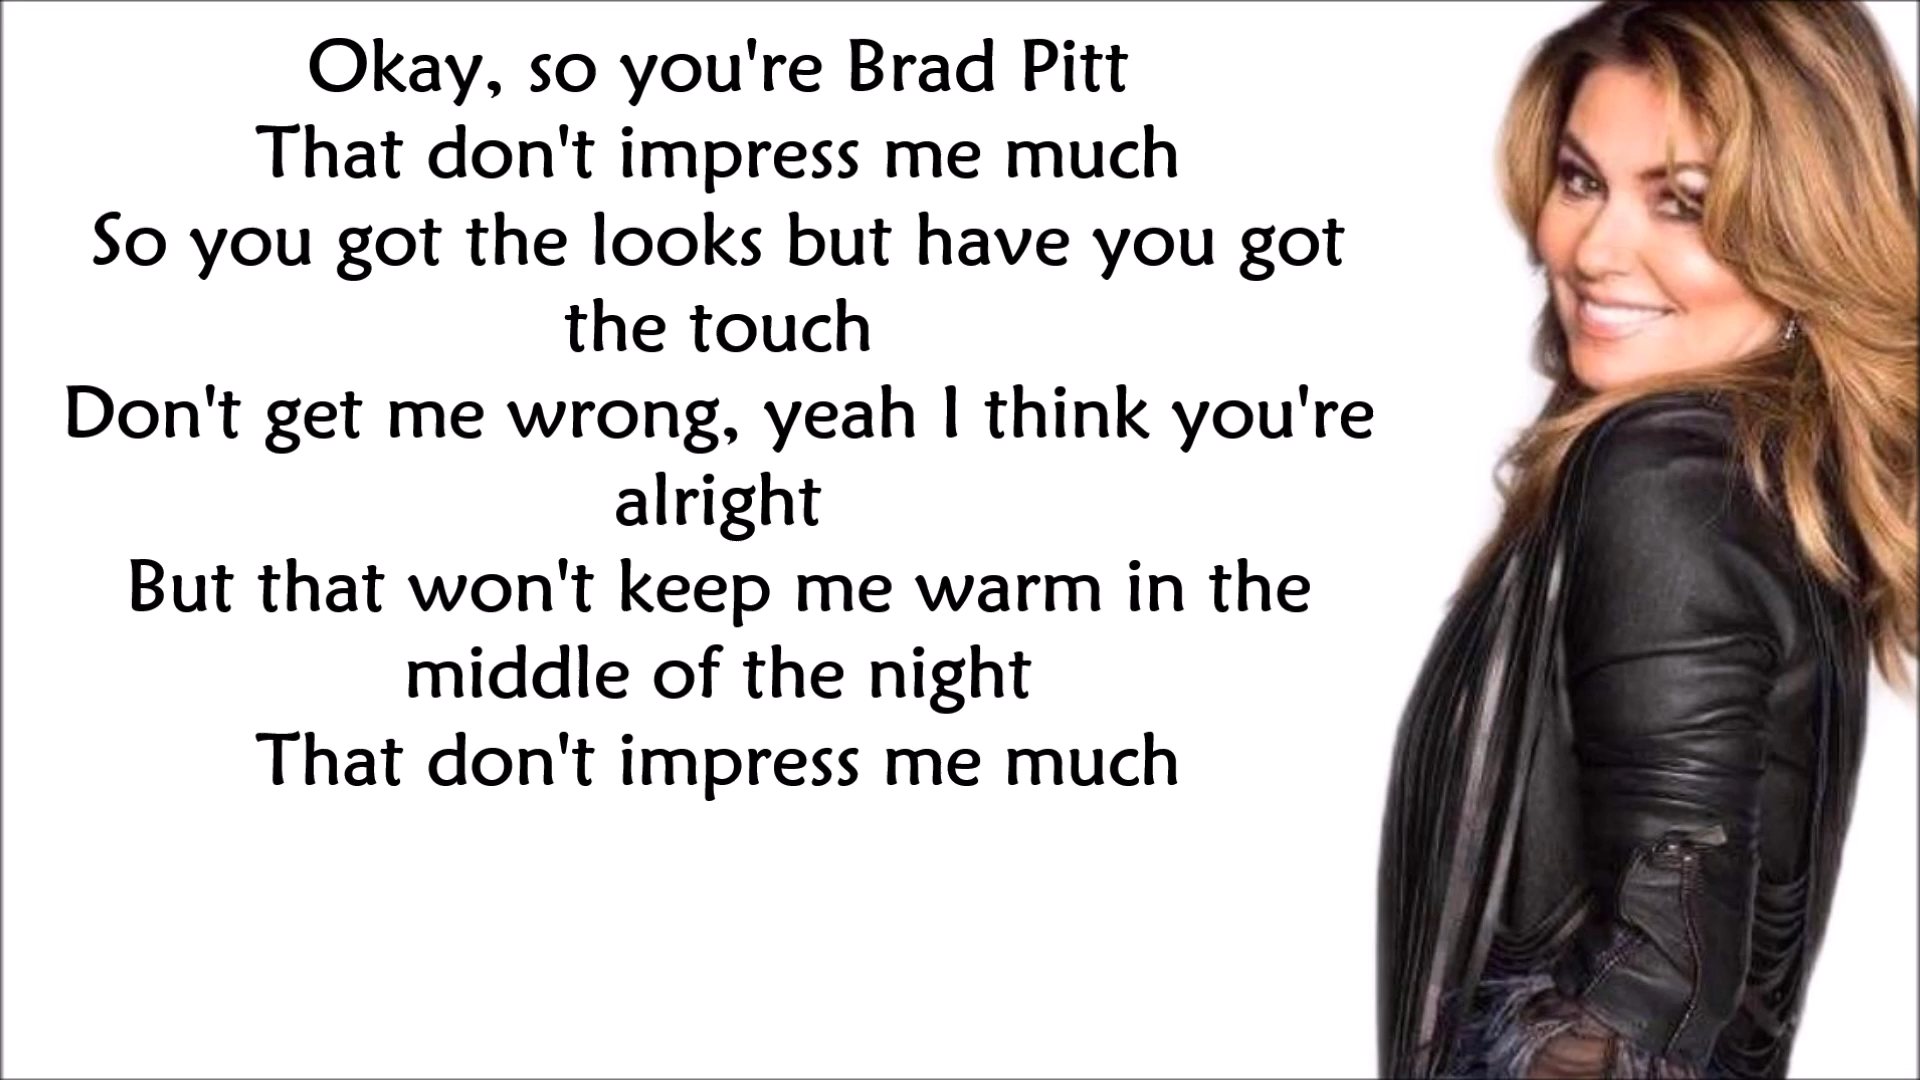 Okay, so you're Brad Pitt
That don't impress me much
So you got the looks but have you got
the touch
Don't get me wrong, yeah I think you're
alright
But that won't keep me warm in the
middle of the night
That don't impress me much